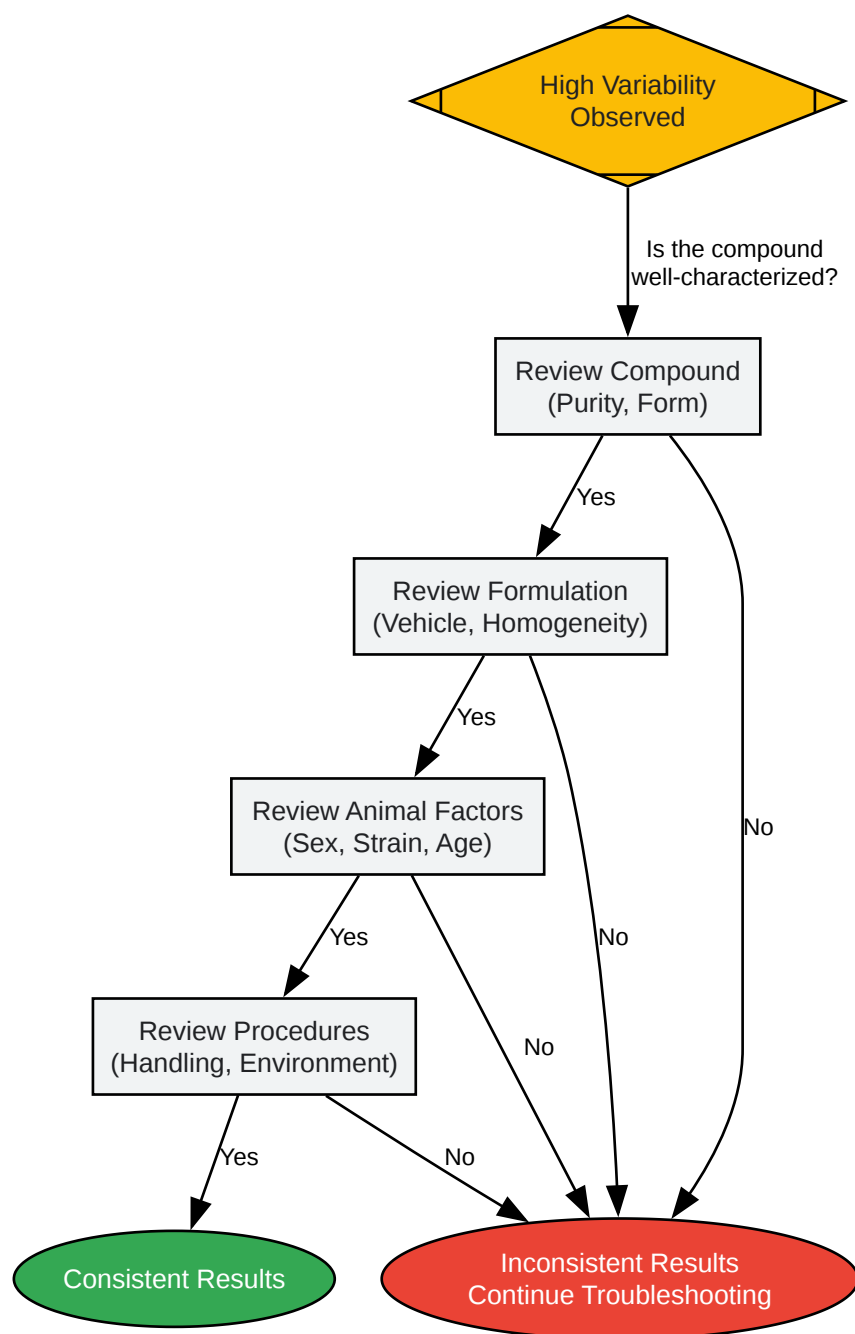 High Variability
Observed
Is the compound
well-characterized?
Review Compound
(Purity, Form)
Yes
Review Formulation
(Vehicle, Homogeneity)
Yes
Review Animal Factors
(Sex, Strain, Age)
No
Yes
No
Review Procedures
(Handling, Environment)
No
Yes
No
Consistent Results
Inconsistent Results
Continue Troubleshooting